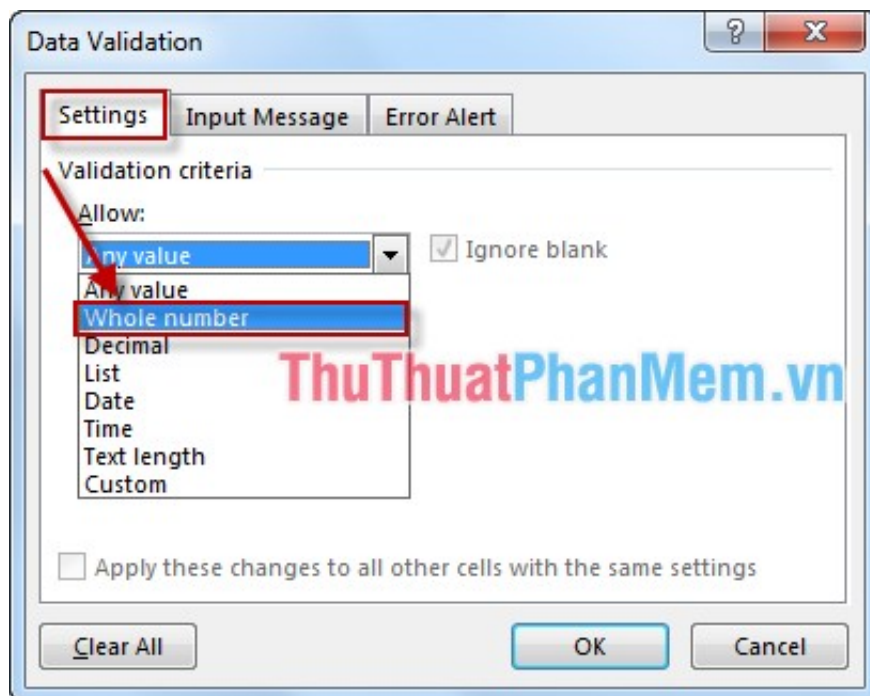 Data Validation
Settings Input Message Error Alert
Validation criteria
Allow:
Any value Ignore blank
Any value
Whole number
Decimal
List
Date
Time
Text length
Custom
ThuThuatPhanMem.vn
Apply these changes to all other cells with the same settings
Clear All OK Cancel